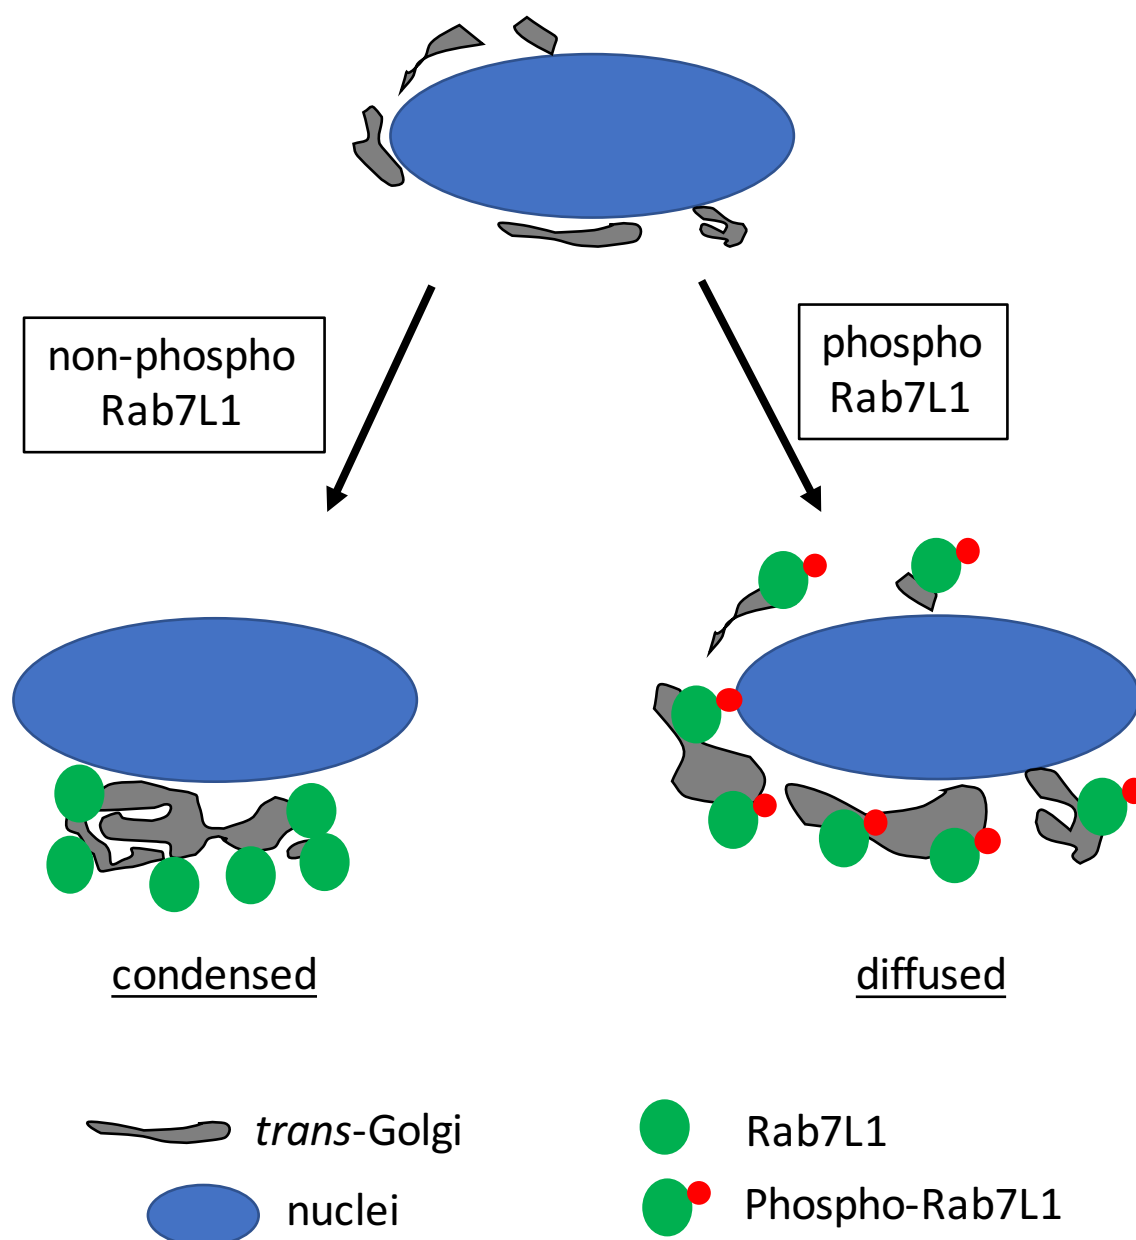 non-phospho
Rab7L1
phospho
Rab7L1
condensed
diffused
trans-Golgi
Rab7L1
nuclei
Phospho-Rab7L1